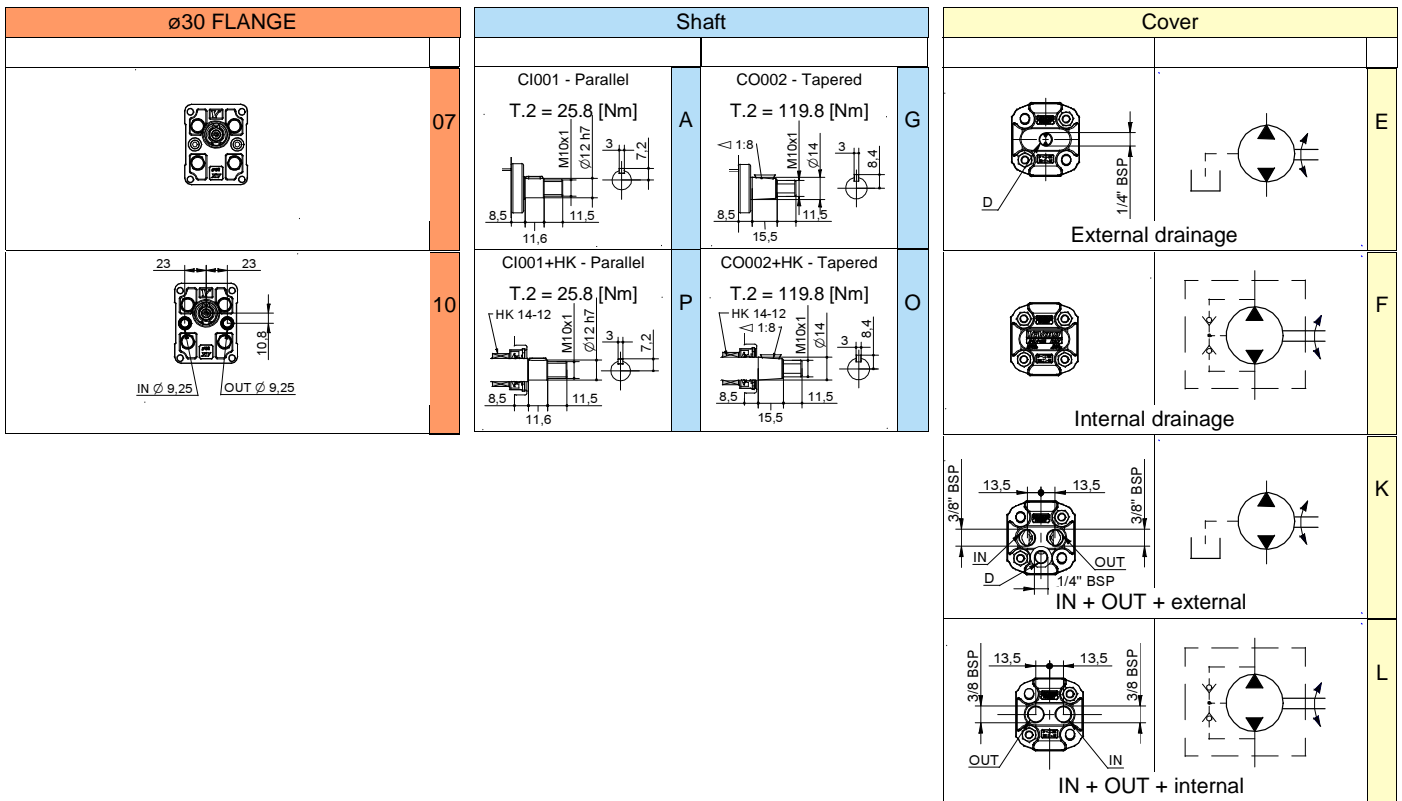 ø30 FLANGE
07
23
23
10,8
IN Ø 9,25
OUT Ø 9,25
10
Shaft
CI001 - Parallel
T.2 = 25.8 [Nm]
M10x1
Ø12 h7
3
7,2
8,5
11,5
11,6
A
CO002 - Tapered
T.2 = 119.8 [Nm]
◁ 1:8
M10x1
Ø14
3
8,4
8,5
11,5
15,5
G
CI001+HK - Parallel
T.2 = 25.8 [Nm]
HK 14-12
M10x1
Ø12 h7
3
7,2
8,5
11,5
11,6
P
CO002+HK - Tapered
T.2 = 119.8 [Nm]
HK 14-12
◁ 1:8
M10x1
Ø14
3
8,4
8,5
11,5
15,5
O
Cover
D
1/4" BSP
External drainage
E
Internal drainage
F
3/8" BSP
13,5
13,5
3/8" BSP
IN
OUT
D
1/4" BSP
IN + OUT + external
K
3/8 BSP
13,5
13,5
3/8 BSP
OUT
IN
IN + OUT + internal
L